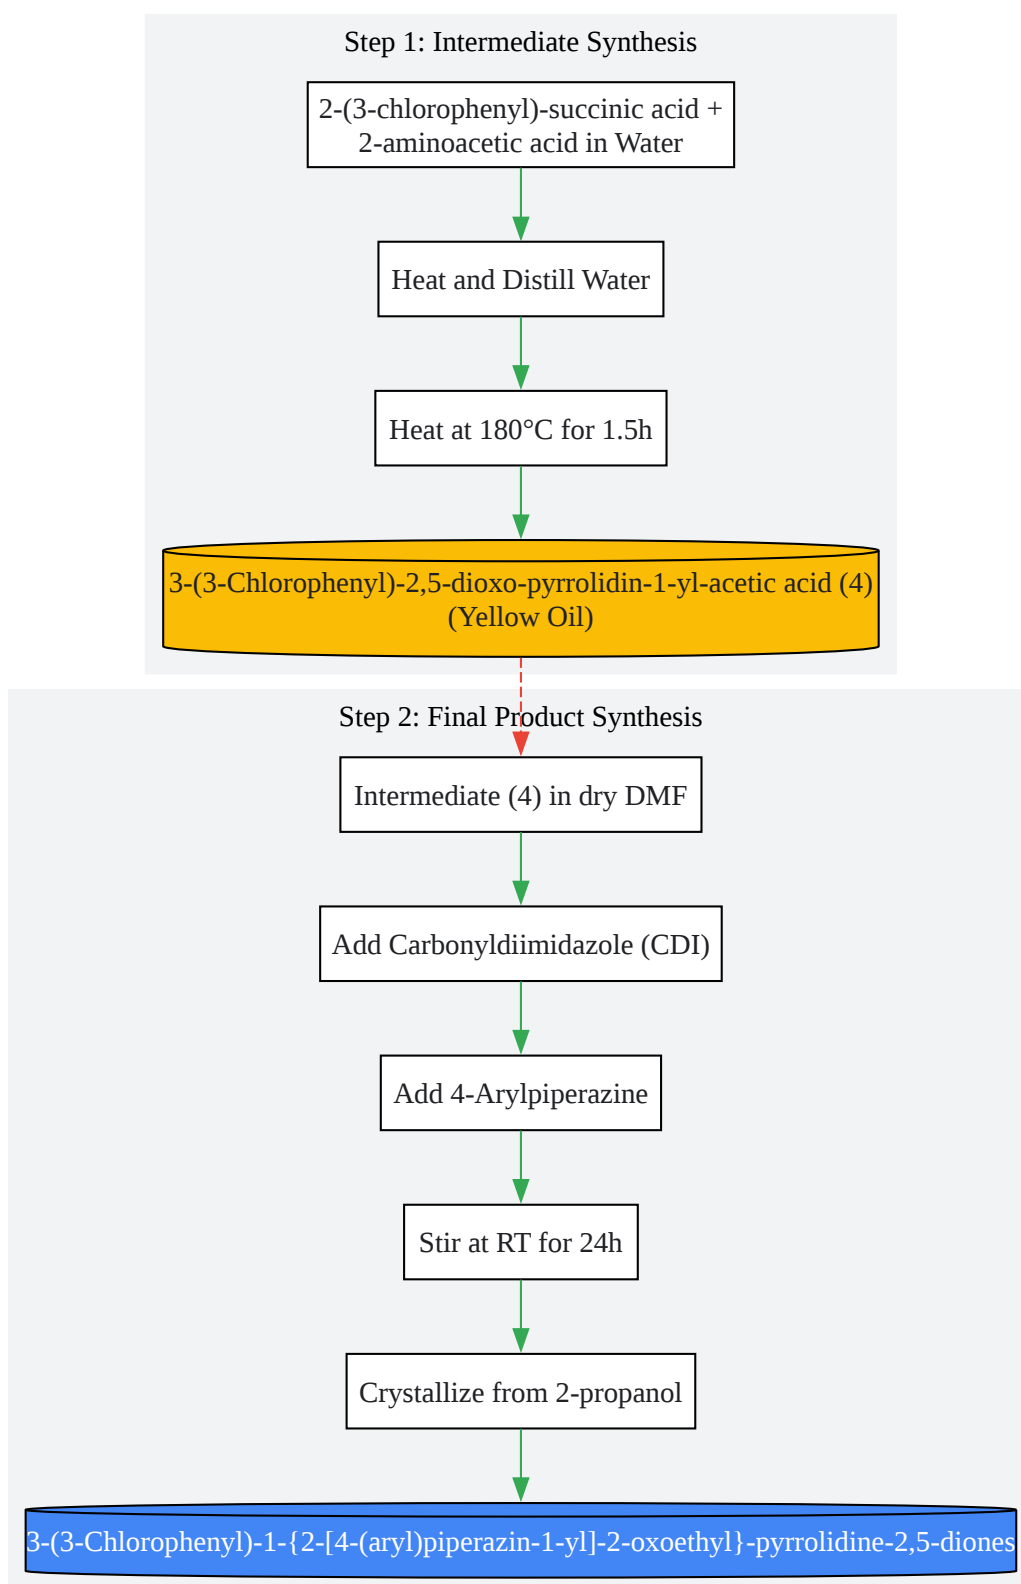 Step 1: Intermediate Synthesis
2-(3-chlorophenyl)-succinic acid +
2-aminoacetic acid in Water
Heat and Distill Water
Heat at 180°C for 1.5h
3-(3-Chlorophenyl)-2,5-dioxo-pyrrolidin-1-yl-acetic acid (4)
(Yellow Oil)
Step 2: Final Product Synthesis
Intermediate (4) in dry DMF
Add Carbonyldiimidazole (CDI)
Add 4-Arylpiperazine
Stir at RT for 24h
Crystallize from 2-propanol
3-(3-Chlorophenyl)-1-{2-[4-(aryl)piperazin-1-yl]-2-oxoethyl}-pyrrolidine-2,5-diones